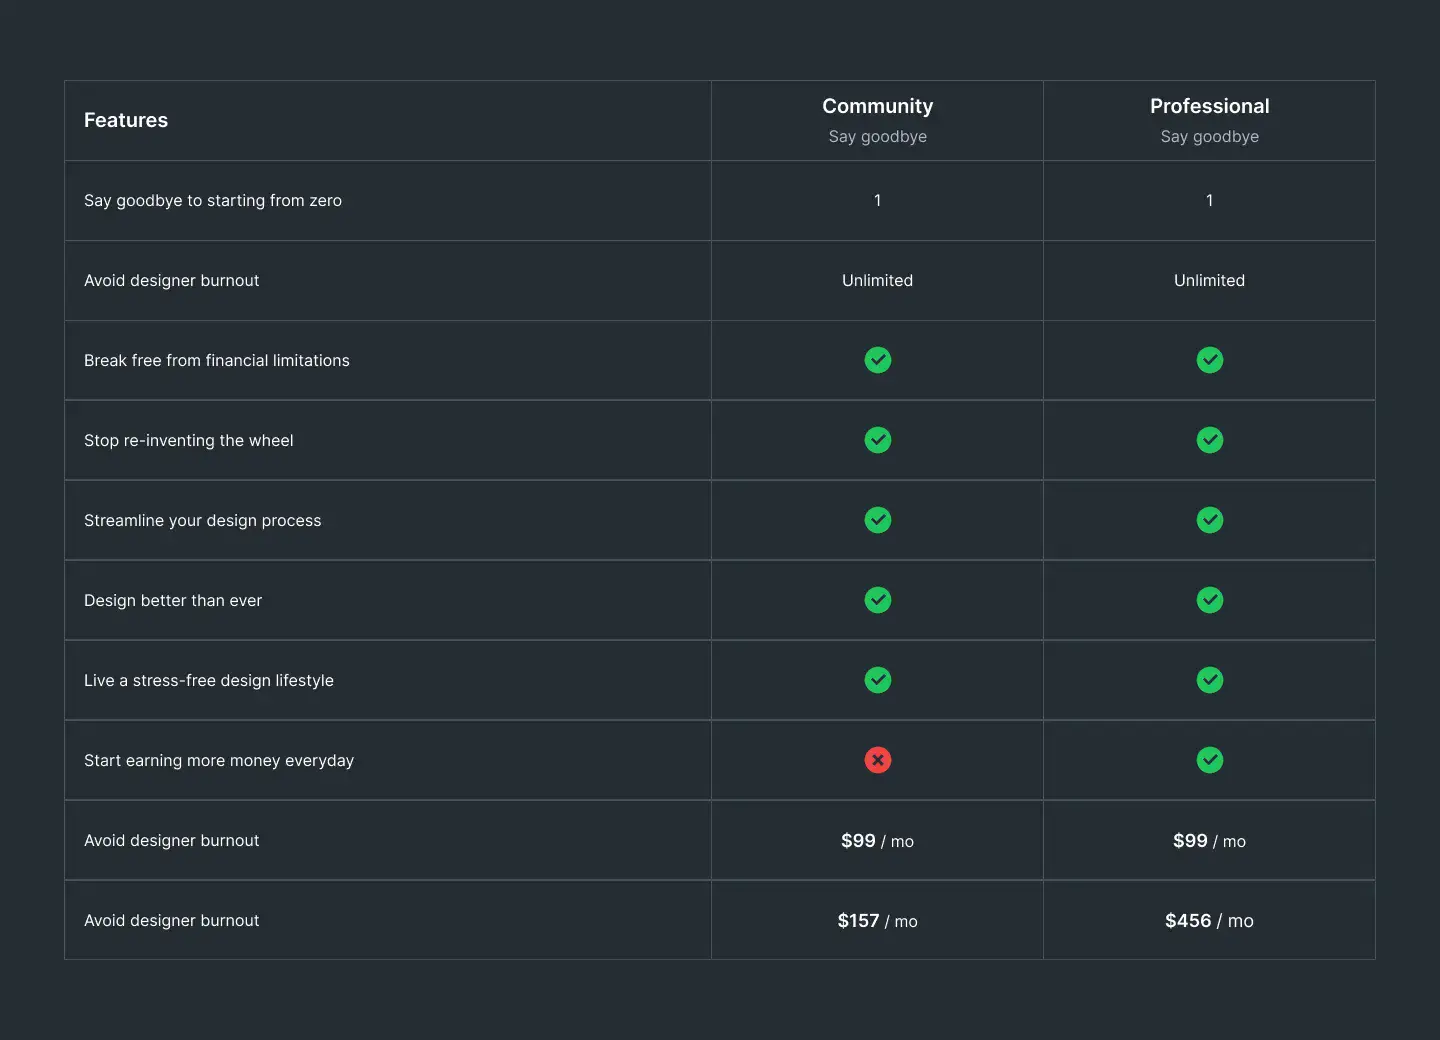 Features
Community
Professional
Say goodbye
Say goodbye
Say goodbye to starting from zero
1
1
Avoid designer burnout
Unlimited
Unlimited
Break free from financial limitations
Stop re-inventing the wheel
Streamline your design process
Design better than ever
Live a stress-free design lifestyle
Start earning more money everyday
Avoid designer burnout
$99 / mo
$99 / mo
Avoid designer burnout
$157 / mo
$456 / mo